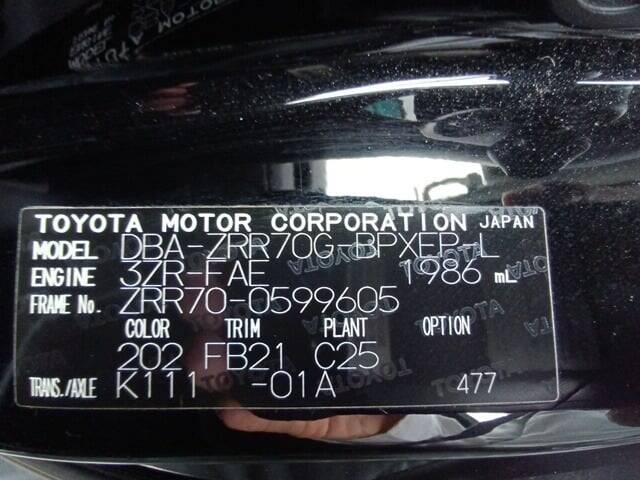 TOYOTA MOTOR CORPORATION JAPAN
MODEL DBA-ZRR70G-BPXEP-L
ENGINE 3ZR-FAE 1986 mL
FRAME No. ZRR70-0599605
COLOR TRIM PLANT OPTION
202 FB21 C25
TRANS./AXLE K111 -01A 477